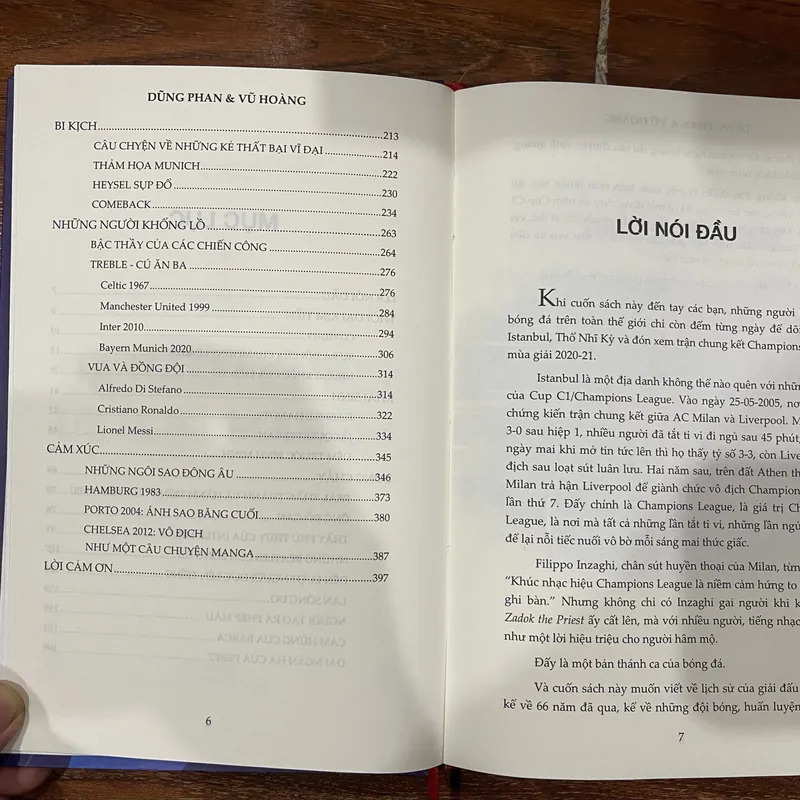 DŨNG PHAN & VŨ HOÀNG
BI KỊCH.....213
CÂU CHYỆN VỀ NHỮNG KẺ THẤT BẠI VĨ ĐẠI.....214
THẢM HỌA MUNICH.....222
HEYSEL SỤP ĐỔ.....230
COMEBACK.....234
NHỮNG NGƯỜI KHỔNG LỒ.....263
BẬC THẦY CỦA CÁC CHIẾN CÔNG.....264
TREBLE - CÚ ĂN BA.....276
Celtic 1967.....276
Manchester United 1999.....284
Inter 2010.....294
Bayern Munich 2020.....306
VUA VÀ ĐỒNG ĐỘI.....314
Alfredo Di Stefano.....314
Cristiano Ronaldo.....322
Lionel Messi.....334
CẢM XÚC.....345
NHỮNG NGÔI SAO ĐÔNG ÂU.....346
HAMBURG 1983.....373
PORTO 2004: ÁNH SAO BĂNG CUỐI.....380
CHELSEA 2012: VÔ ĐỊCH
NHƯ MỘT CÂU CHUYỆN MANGA.....387
LỜI CẢM ƠN.....397
6
LỜI NÓI ĐẦU
Khi cuốn sách này đến tay các bạn, những người
bóng đá trên toàn thế giới chỉ còn đếm từng ngày để dõi
Istanbul, Thổ Nhĩ Kỳ và đón xem trận chung kết Champions
mùa giải 2020-21.
Istanbul là một địa danh không thể nào quên với những
của Cup C1/Champions League. Vào ngày 25-05-2005, nơi
chứng kiến trận chung kết giữa AC Milan và Liverpool. M
3-0 sau hiệp 1, nhiều người đã tắt ti vi đi ngủ sau 45 phút,
ngày mai khi mở tin tức lên thì họ thấy tỷ số 3-3, còn Live
địch sau loạt sút luân lưu. Hai năm sau, trên đất Athen th
Milan trả hận Liverpool để giành chức vô địch Champion
lần thứ 7. Đấy chính là Champions League, là giá trị Ch
League, là nơi mà tất cả những lần tắt ti vi, những lần ngủ
để lại nỗi tiếc nuối vô bờ mỗi sáng mai thức giấc.
Filippo Inzaghi, chân sút huyền thoại của Milan, từn
“Khúc nhạc hiệu Champions League là niềm cảm hứng to
ghi bàn.” Nhưng không chỉ có Inzaghi gai người khi k
Zadok the Priest ấy cất lên, mà với nhiều người, tiếng nhạc
như một lời hiệu triệu cho người hâm mộ.
Đấy là một bản thánh ca của bóng đá.
Và cuốn sách này muốn viết về lịch sử của giải đấu
kể về 66 năm đã qua, kể về những đội bóng, huấn luyện
7